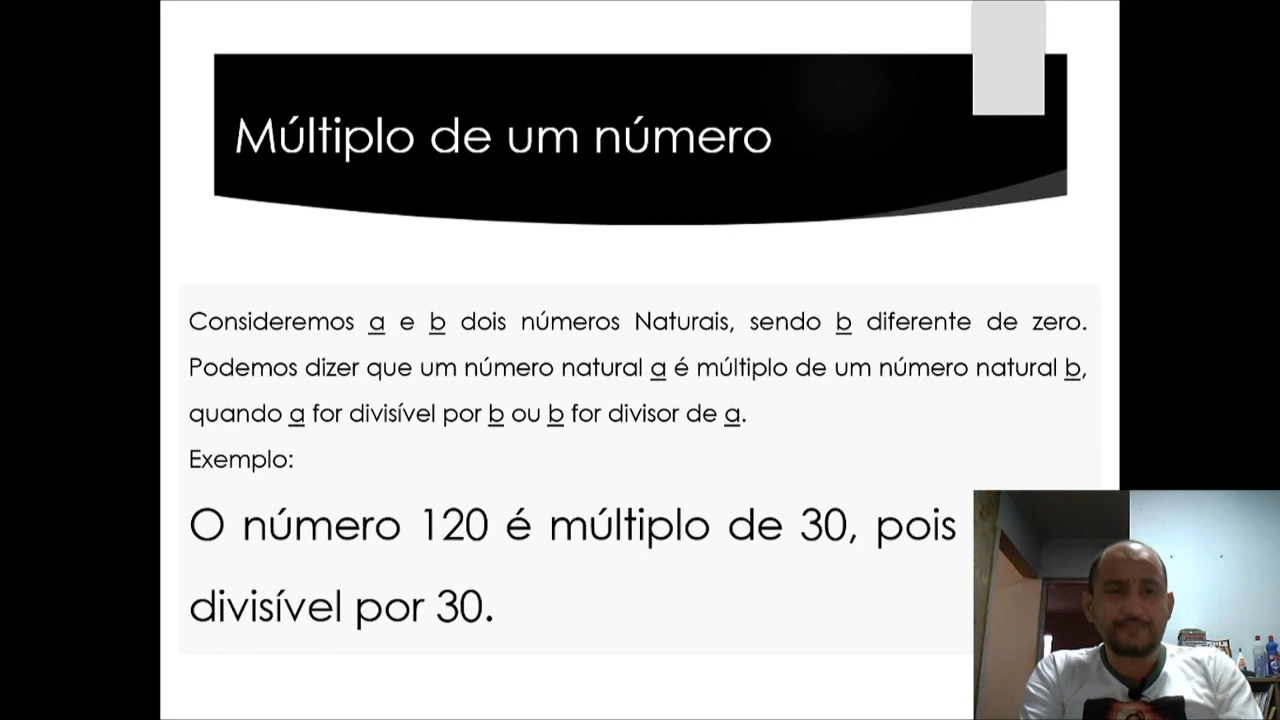 Múltiplo de um número
Consideremos a e b dois números Naturais, sendo b diferente de zero.
Podemos dizer que um número natural a é múltiplo de um número natural b,
quando a for divisível por b ou b for divisor de a.
Exemplo:
O número 120 é múltiplo de 30, pois
divisível por 30.